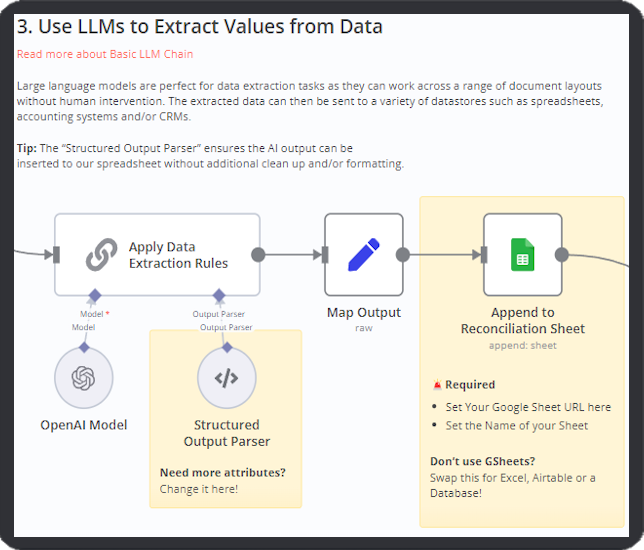 3. Use LLMs to Extract Values from Data
Read more about Basic LLM Chain
Large language models are perfect for data extraction tasks as they can work across a range of document layouts
without human intervention. The extracted data can then be sent to a variety of datastores such as spreadsheets,
accounting systems and/or CRMs.
Tip: The “Structured Output Parser” ensures the AI output can be
inserted to our spreadsheet without additional clean up and/or formatting.
Apply Data
Extraction Rules
Model *
Model
Output Parser
Output Parser
OpenAI Model
</>
Structured
Output Parser
Need more attributes?
Change it here!
Map Output
raw
Append to
Reconciliation Sheet
append: sheet
🚨 Required
• Set Your Google Sheet URL here
• Set the Name of your Sheet
Don’t use GSheets?
Swap this for Excel, Airtable or a
Database!